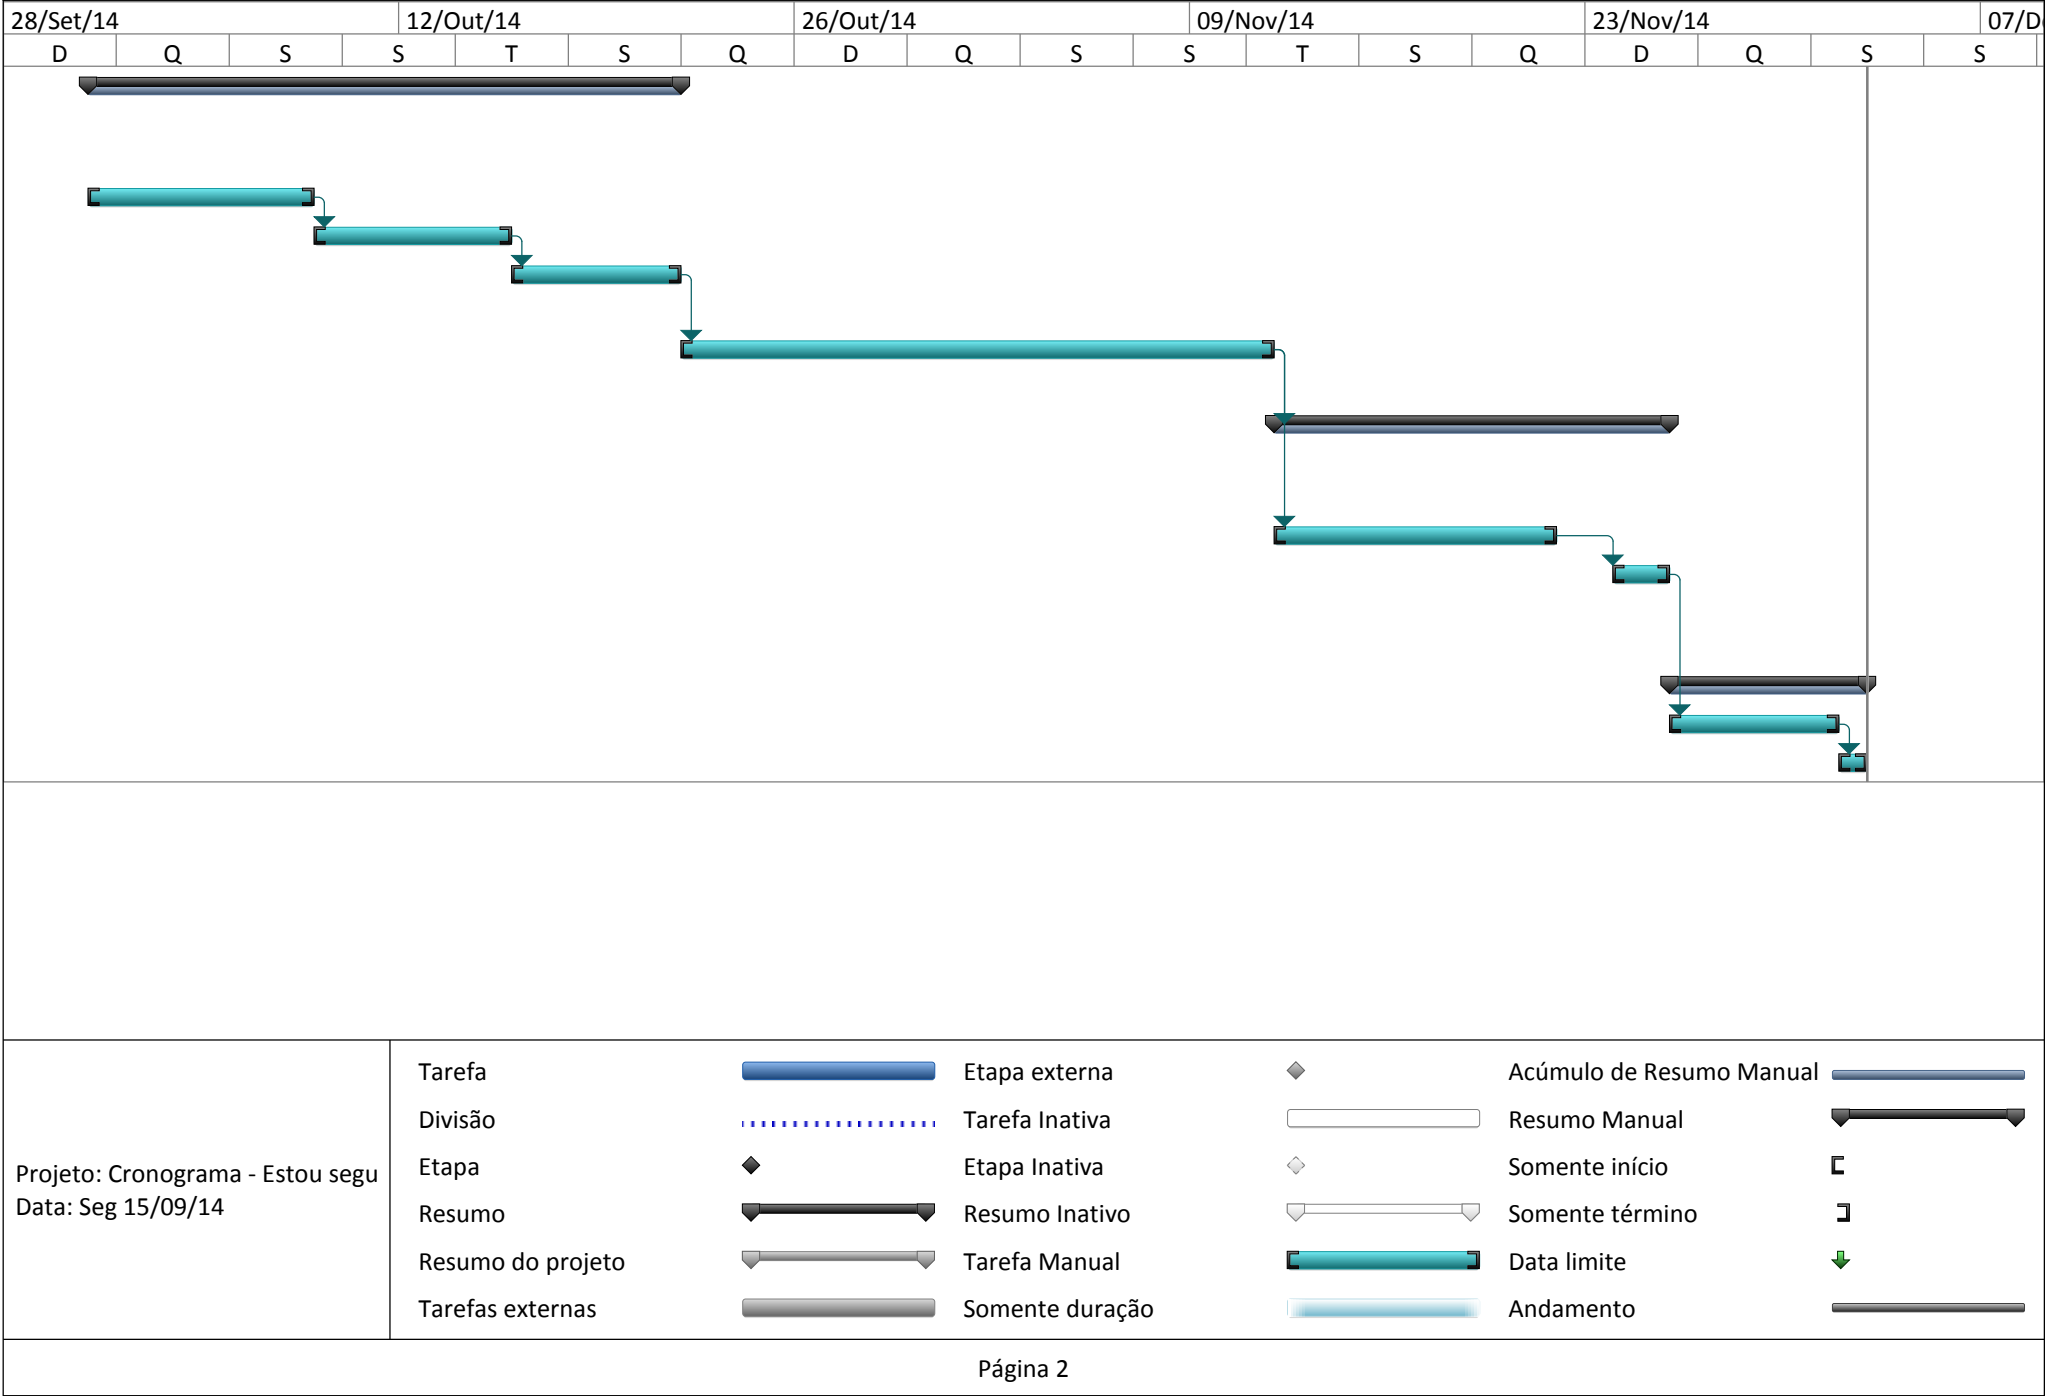 28/Set/14 12/Out/14 26/Out/14 09/Nov/14 23/Nov/14 07/D
D Q S S T S Q D Q S S T S Q D Q S S
Tarefa Etapa externa Acúmulo de Resumo Manual
Divisão Tarefa Inativa Resumo Manual
Etapa Etapa Inativa Somente início
Resumo Resumo Inativo Somente término
Resumo do projeto Tarefa Manual Data limite
Tarefas externas Somente duração Andamento
Projeto: Cronograma - Estou segu
Data: Seg 15/09/14
Página 2